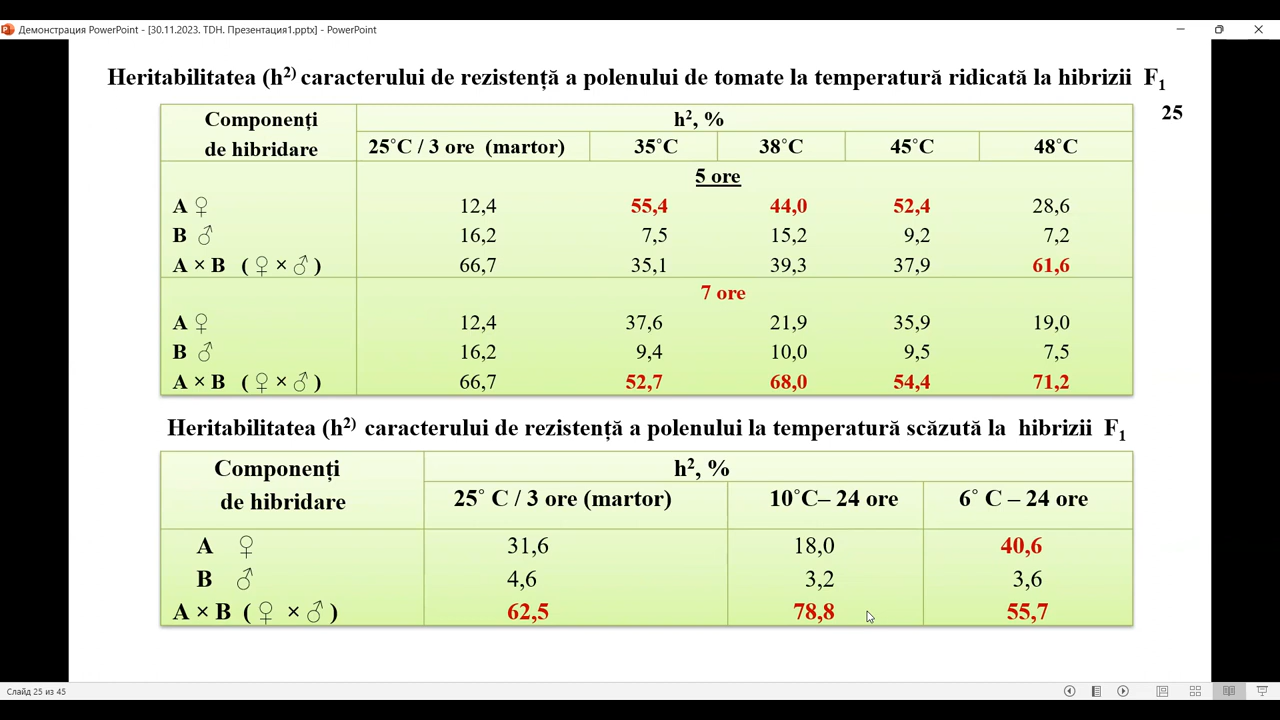 Демонстрация PowerPoint - [30.11.2023. TDH. Презентация1.pptx] - PowerPoint
Heritabilitatea (h²⁾ caracterului de rezistență a polenului de tomate la temperatură ridicată la hibrizii F₁
25
Componenți de hibridare
h², %
25˚C / 3 ore (martor) 35˚C 38˚C 45˚C 48˚C
5 ore
A ♀ 12,4 55,4 44,0 52,4 28,6
B ♂ 16,2 7,5 15,2 9,2 7,2
A × B ( ♀ × ♂ ) 66,7 35,1 39,3 37,9 61,6
7 ore
A ♀ 12,4 37,6 21,9 35,9 19,0
B ♂ 16,2 9,4 10,0 9,5 7,5
A × B ( ♀ × ♂ ) 66,7 52,7 68,0 54,4 71,2
Heritabilitatea (h²⁾ caracterului de rezistență a polenului la temperatură scăzută la hibrizii F₁
Componenți de hibridare
h², %
25˚ C / 3 ore (martor) 10˚C– 24 ore 6˚ C – 24 ore
A ♀ 31,6 18,0 40,6
B ♂ 4,6 3,2 3,6
A × B ( ♀ × ♂ ) 62,5 78,8 55,7
Слайд 25 из 45